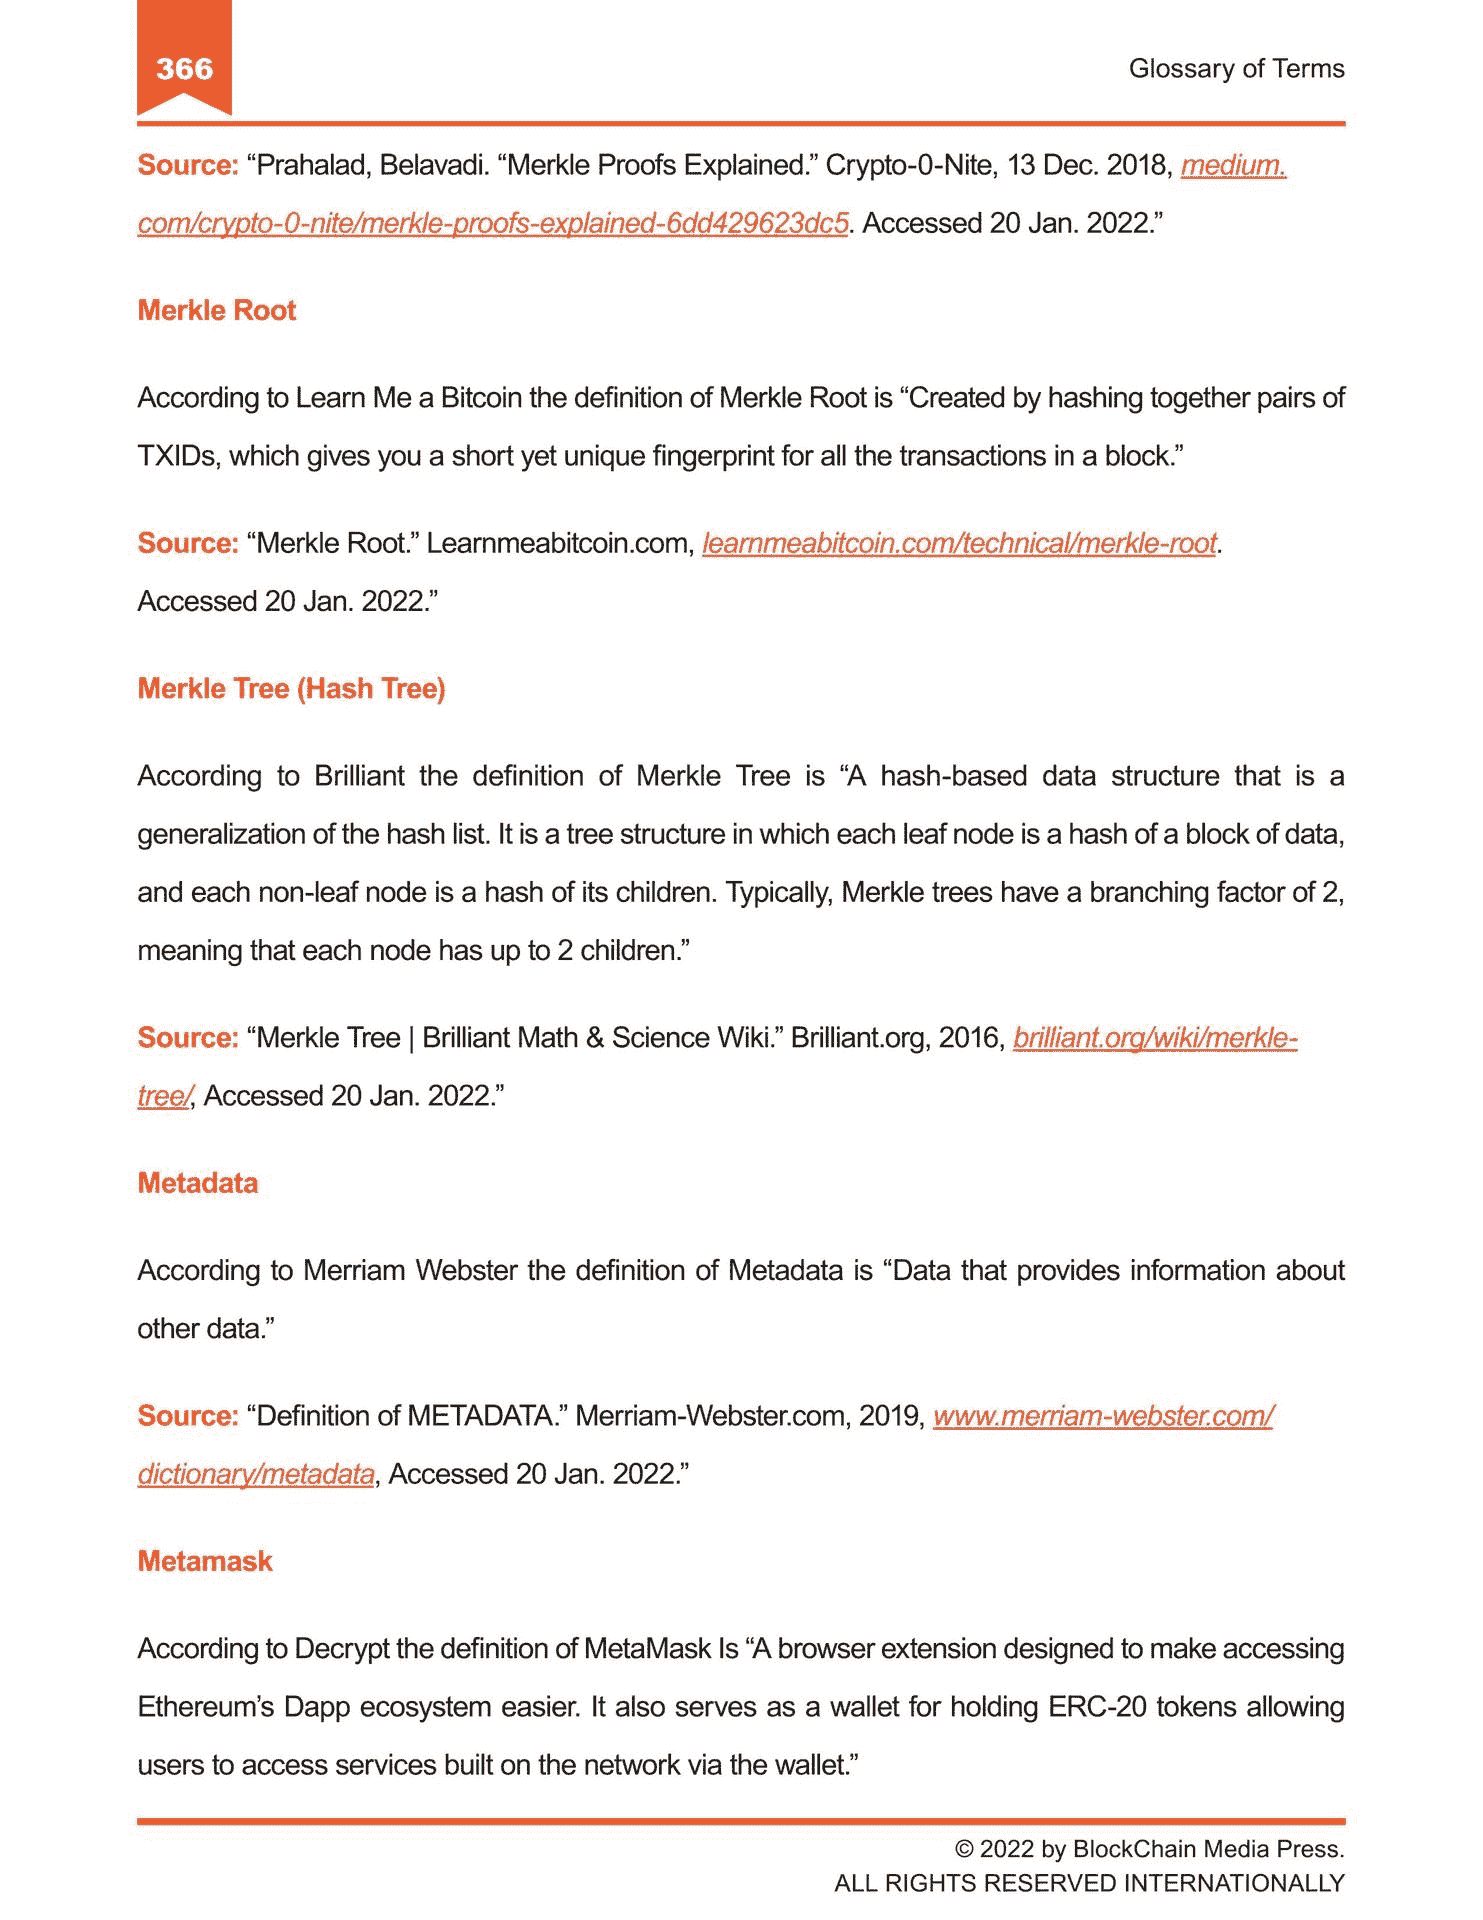 366
Glossary of Terms
Source: “Prahalad, Belavadi. “Merkle Proofs Explained.” Crypto-0-Nite, 13 Dec. 2018, medium.
com/crypto-0-nite/merkle-proofs-explained-6dd429623dc5. Accessed 20 Jan. 2022.”
Merkle Root
According to Learn Me a Bitcoin the definition of Merkle Root is “Created by hashing together pairs of
TXIDs, which gives you a short yet unique fingerprint for all the transactions in a block.”
Source: “Merkle Root.” Learnmeabitcoin.com, learnmeabitcoin.com/technical/merkle-root.
Accessed 20 Jan. 2022.”
Merkle Tree (Hash Tree)
According to Brilliant the definition of Merkle Tree is “A hash-based data structure that is a
generalization of the hash list. It is a tree structure in which each leaf node is a hash of a block of data,
and each non-leaf node is a hash of its children. Typically, Merkle trees have a branching factor of 2,
meaning that each node has up to 2 children.”
Source: “Merkle Tree | Brilliant Math & Science Wiki.” Brilliant.org, 2016, brilliant.org/wiki/merkle-
tree/, Accessed 20 Jan. 2022.”
Metadata
According to Merriam Webster the definition of Metadata is “Data that provides information about
other data.”
Source: “Definition of METADATA.” Merriam-Webster.com, 2019, www.merriam-webster.com/
dictionary/metadata, Accessed 20 Jan. 2022.”
Metamask
According to Decrypt the definition of MetaMask Is “A browser extension designed to make accessing
Ethereum’s Dapp ecosystem easier. It also serves as a wallet for holding ERC-20 tokens allowing
users to access services built on the network via the wallet.”
© 2022 by BlockChain Media Press.
ALL RIGHTS RESERVED INTERNATIONALLY